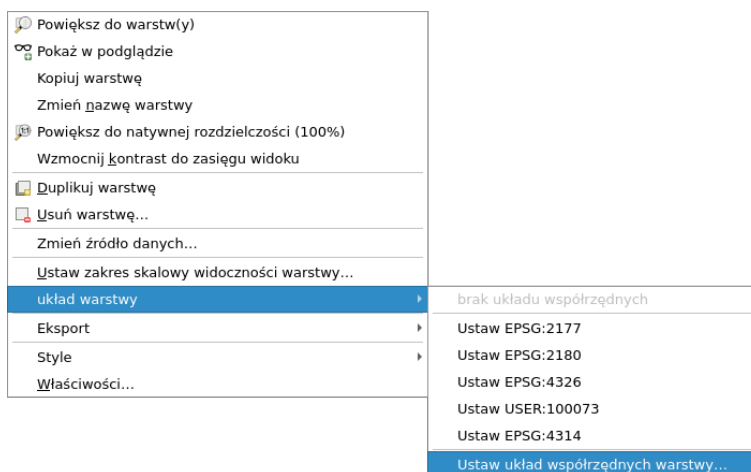 Powiększ do warstw(y)
Pokaż w podglądzie
Kopiuj warstwę
Zmień nazwę warstwy
Powiększ do natywnej rozdzielczości (100%)
Wzmocnij kontrast do zasięgu widoku
Duplikuj warstwę
Usuń warstwę...
Zmień źródło danych...
Ustaw zakres skalowy widoczności warstwy...
układ warstwy
Eksport
Style
Właściwości...
brak układu współrzędnych
Ustaw EPSG:2177
Ustaw EPSG:2180
Ustaw EPSG:4326
Ustaw USER:100073
Ustaw EPSG:4314
Ustaw układ współrzędnych warstwy...